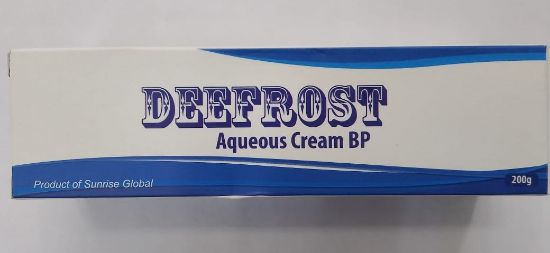 DEEFROST
Aqueous Cream BP
Product of Sunrise Global
200g